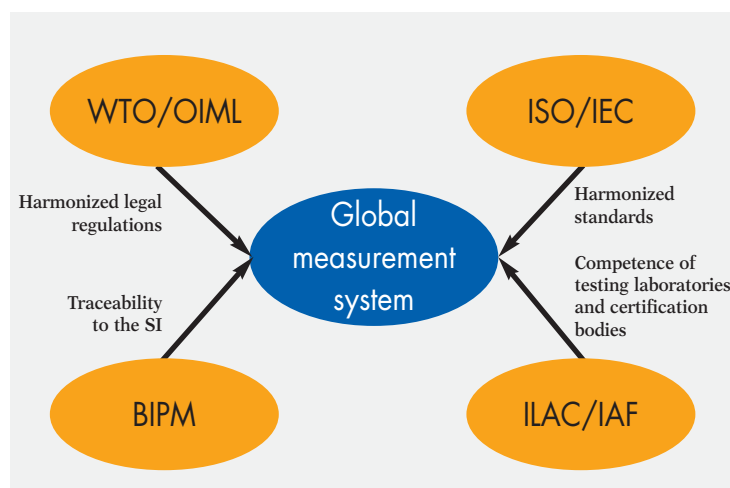 WTO/OIML
ISO/IEC
Harmonized legal
regulations
Harmonized
standards
Global
measurement
system
Traceability
to the SI
Competence of
testing laboratories
and certification
bodies
BIPM
ILAC/IAF